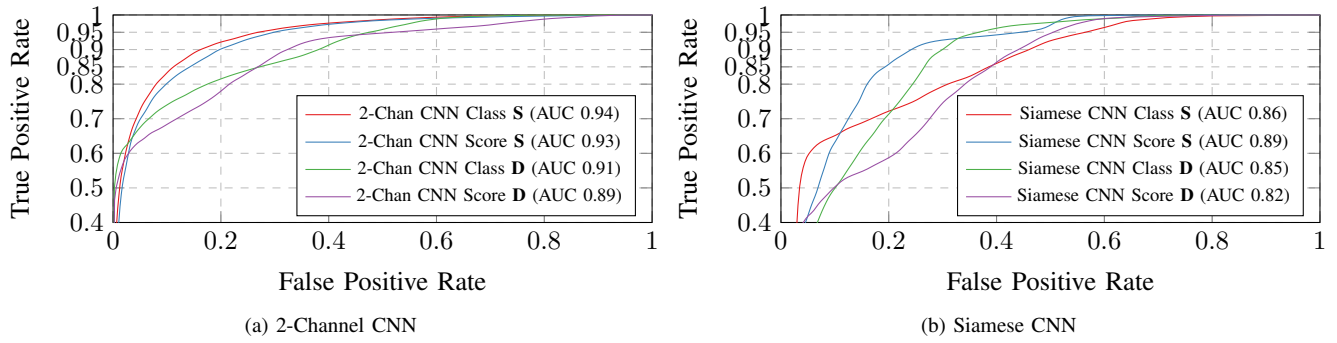 1
0.95
0.9
0.85
0.8
0.7
0.6
0.5
0.4
True Positive Rate
2-Chan CNN Class S (AUC 0.94)
2-Chan CNN Score S (AUC 0.93)
2-Chan CNN Class D (AUC 0.91)
2-Chan CNN Score D (AUC 0.89)
0 0.2 0.4 0.6 0.8 1
False Positive Rate
(a) 2-Channel CNN
1
0.95
0.9
0.85
0.8
0.7
0.6
0.5
0.4
True Positive Rate
Siamese CNN Class S (AUC 0.86)
Siamese CNN Score S (AUC 0.89)
Siamese CNN Class D (AUC 0.85)
Siamese CNN Score D (AUC 0.82)
0 0.2 0.4 0.6 0.8 1
False Positive Rate
(b) Siamese CNN